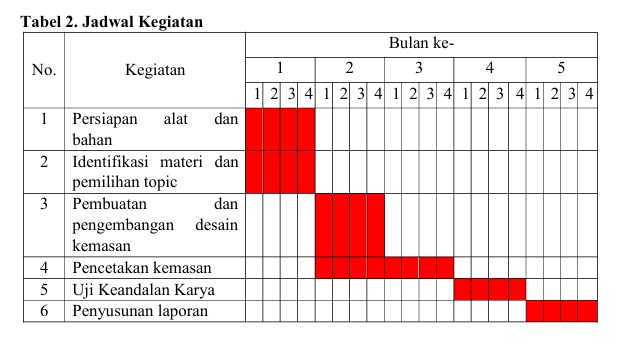 Tabel 2. Jadwal Kegiatan
No. Kegiatan Bulan ke-
1 2 3 4 5
1 2 3 4 1 2 3 4 1 2 3 4 1 2 3 4 1 2 3 4
1 Persiapan alat dan
bahan
2 Identifikasi materi dan
pemilihan topic
3 Pembuatan dan
pengembangan desain
kemasan
4 Pencetakan kemasan
5 Uji Keandalan Karya
6 Penyusunan laporan